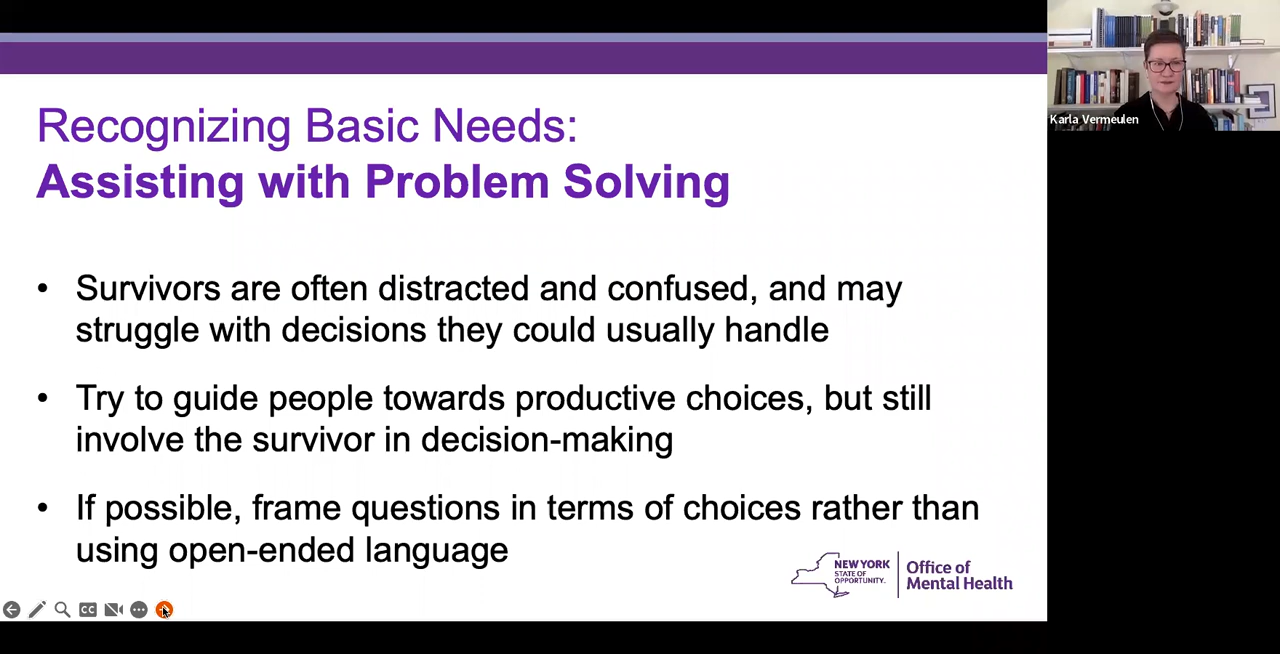 Recognizing Basic Needs:
Assisting with Problem Solving
• Survivors are often distracted and confused, and may
struggle with decisions they could usually handle
• Try to guide people towards productive choices, but still
involve the survivor in decision-making
• If possible, frame questions in terms of choices rather than
using open-ended language
NEW YORK
STATE OF
OPPORTUNITY.
Office of
Mental Health
CC
Karla Vermeulen